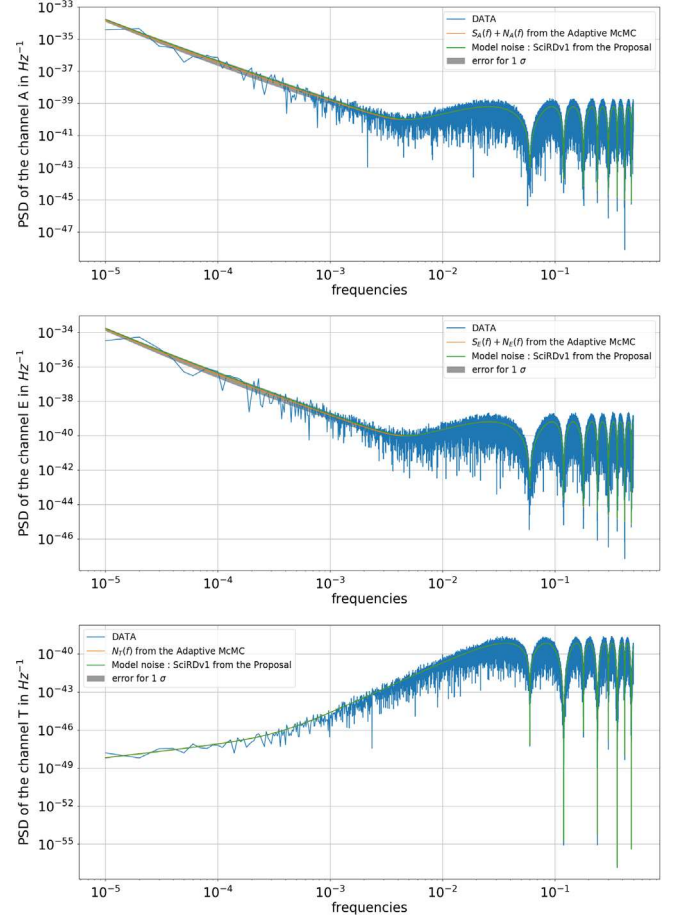 PSD of the channel A in Hz⁻¹
10⁻³³
10⁻³⁵
10⁻³⁷
10⁻³⁹
10⁻⁴¹
10⁻⁴³
10⁻⁴⁵
10⁻⁴⁷
DATA
S_A(f) + N_A(f) from the Adaptive McMC
Model noise : SciRDv1 from the Proposal
error for 1 σ
10⁻⁵ 10⁻⁴ 10⁻³ 10⁻² 10⁻¹
frequencies
PSD of the channel E in Hz⁻¹
10⁻³⁴
10⁻³⁶
10⁻³⁸
10⁻⁴⁰
10⁻⁴²
10⁻⁴⁴
10⁻⁴⁶
DATA
S_E(f) + N_E(f) from the Adaptive McMC
Model noise : SciRDv1 from the Proposal
error for 1 σ
10⁻⁵ 10⁻⁴ 10⁻³ 10⁻² 10⁻¹
frequencies
PSD of the channel T in Hz⁻¹
10⁻⁴⁰
10⁻⁴³
10⁻⁴⁶
10⁻⁴⁹
10⁻⁵²
10⁻⁵⁵
DATA
N_T(f) from the Adaptive McMC
Model noise : SciRDv1 from the Proposal
error for 1 σ
10⁻⁵ 10⁻⁴ 10⁻³ 10⁻² 10⁻¹
frequencies